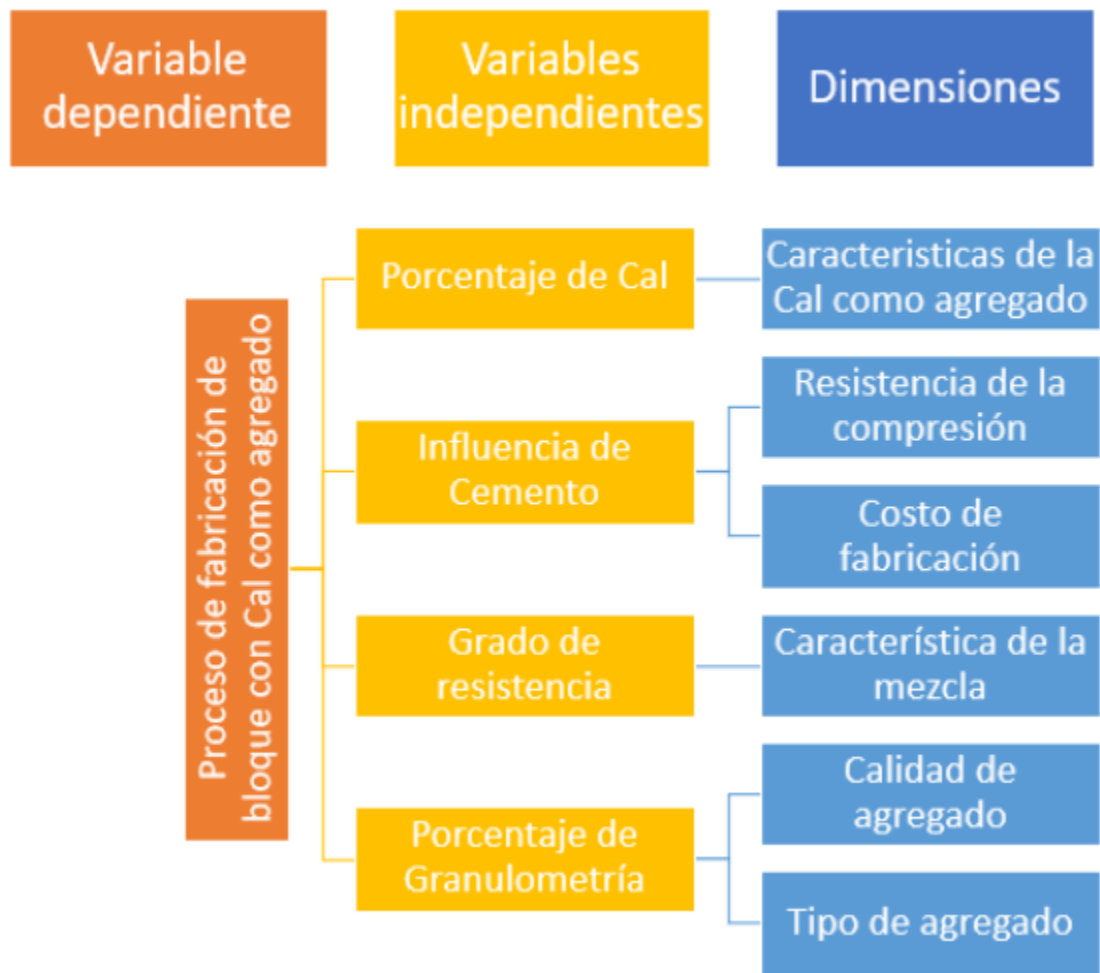 Variable
dependiente
Variables
independientes
Dimensiones
Proceso de fabricación de
bloque con Cal como agregado
Porcentaje de Cal
Caracteristicas de la
Cal como agregado
Influencia de
Cemento
Resistencia de la
compresión
Costo de
fabricación
Grado de
resistencia
Característica de la
mezcla
Porcentaje de
Granulometría
Calidad de
agregado
Tipo de agregado